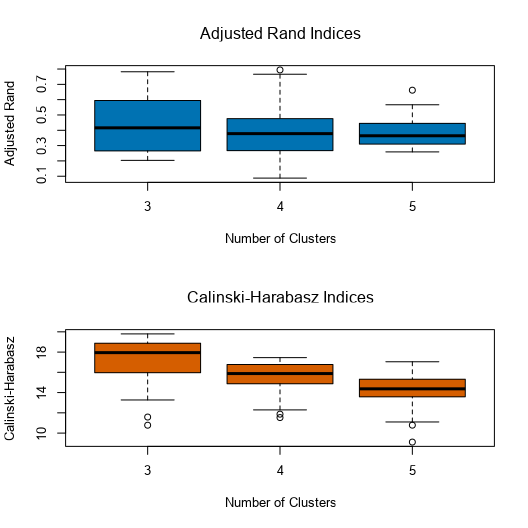 Adjusted Rand Indices
Adjusted Rand
0.7
0.5
0.3
0.1
3 4 5
Number of Clusters
Calinski-Harabasz Indices
Calinski-Harabasz
18
14
10
3 4 5
Number of Clusters